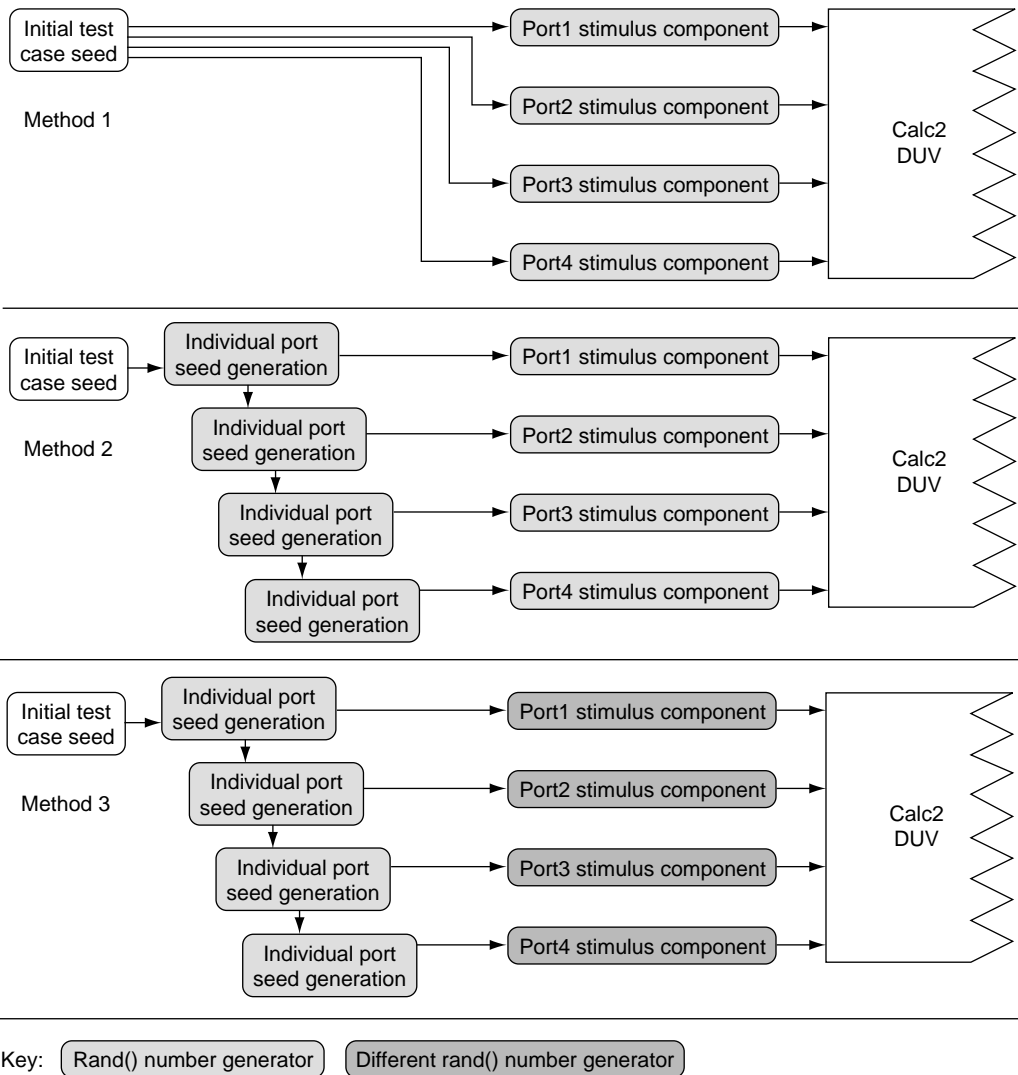 Initial test
case seed
Method 1
Port1 stimulus component
Port2 stimulus component
Port3 stimulus component
Port4 stimulus component
Calc2
DUV
Initial test
case seed
Method 2
Individual port
seed generation
Individual port
seed generation
Individual port
seed generation
Individual port
seed generation
Port1 stimulus component
Port2 stimulus component
Port3 stimulus component
Port4 stimulus component
Calc2
DUV
Initial test
case seed
Method 3
Individual port
seed generation
Individual port
seed generation
Individual port
seed generation
Individual port
seed generation
Port1 stimulus component
Port2 stimulus component
Port3 stimulus component
Port4 stimulus component
Calc2
DUV
Key: Rand() number generator Different rand() number generator